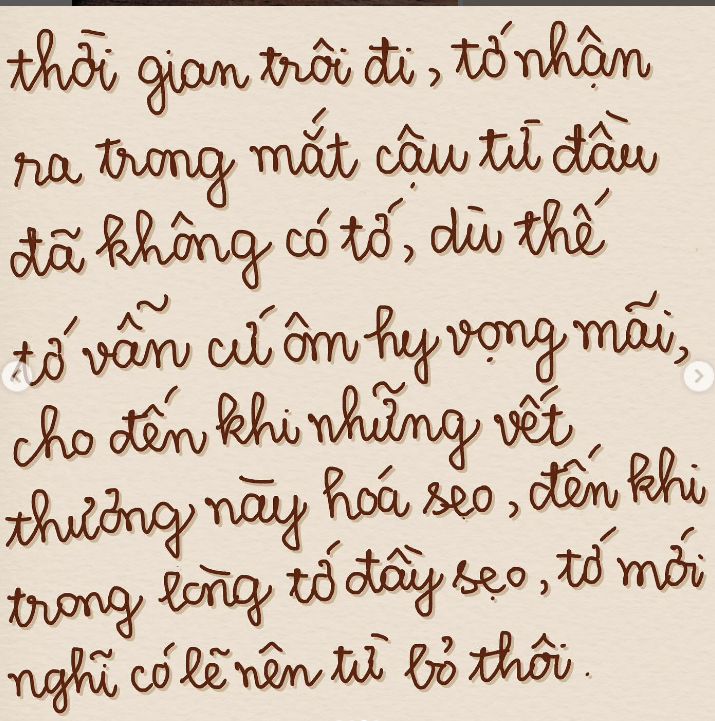 thời gian trôi đi, tớ nhận
ra trong mắt cậu từ đầu
đã không có tớ, dù thế
tớ vẫn cứ ôm hy vọng mãi,
cho đến khi những vết
thương này hoá sẹo, đến khi
trong lòng tớ đầy sẹo, tớ mới
nghĩ có lẽ nên từ bỏ thôi.